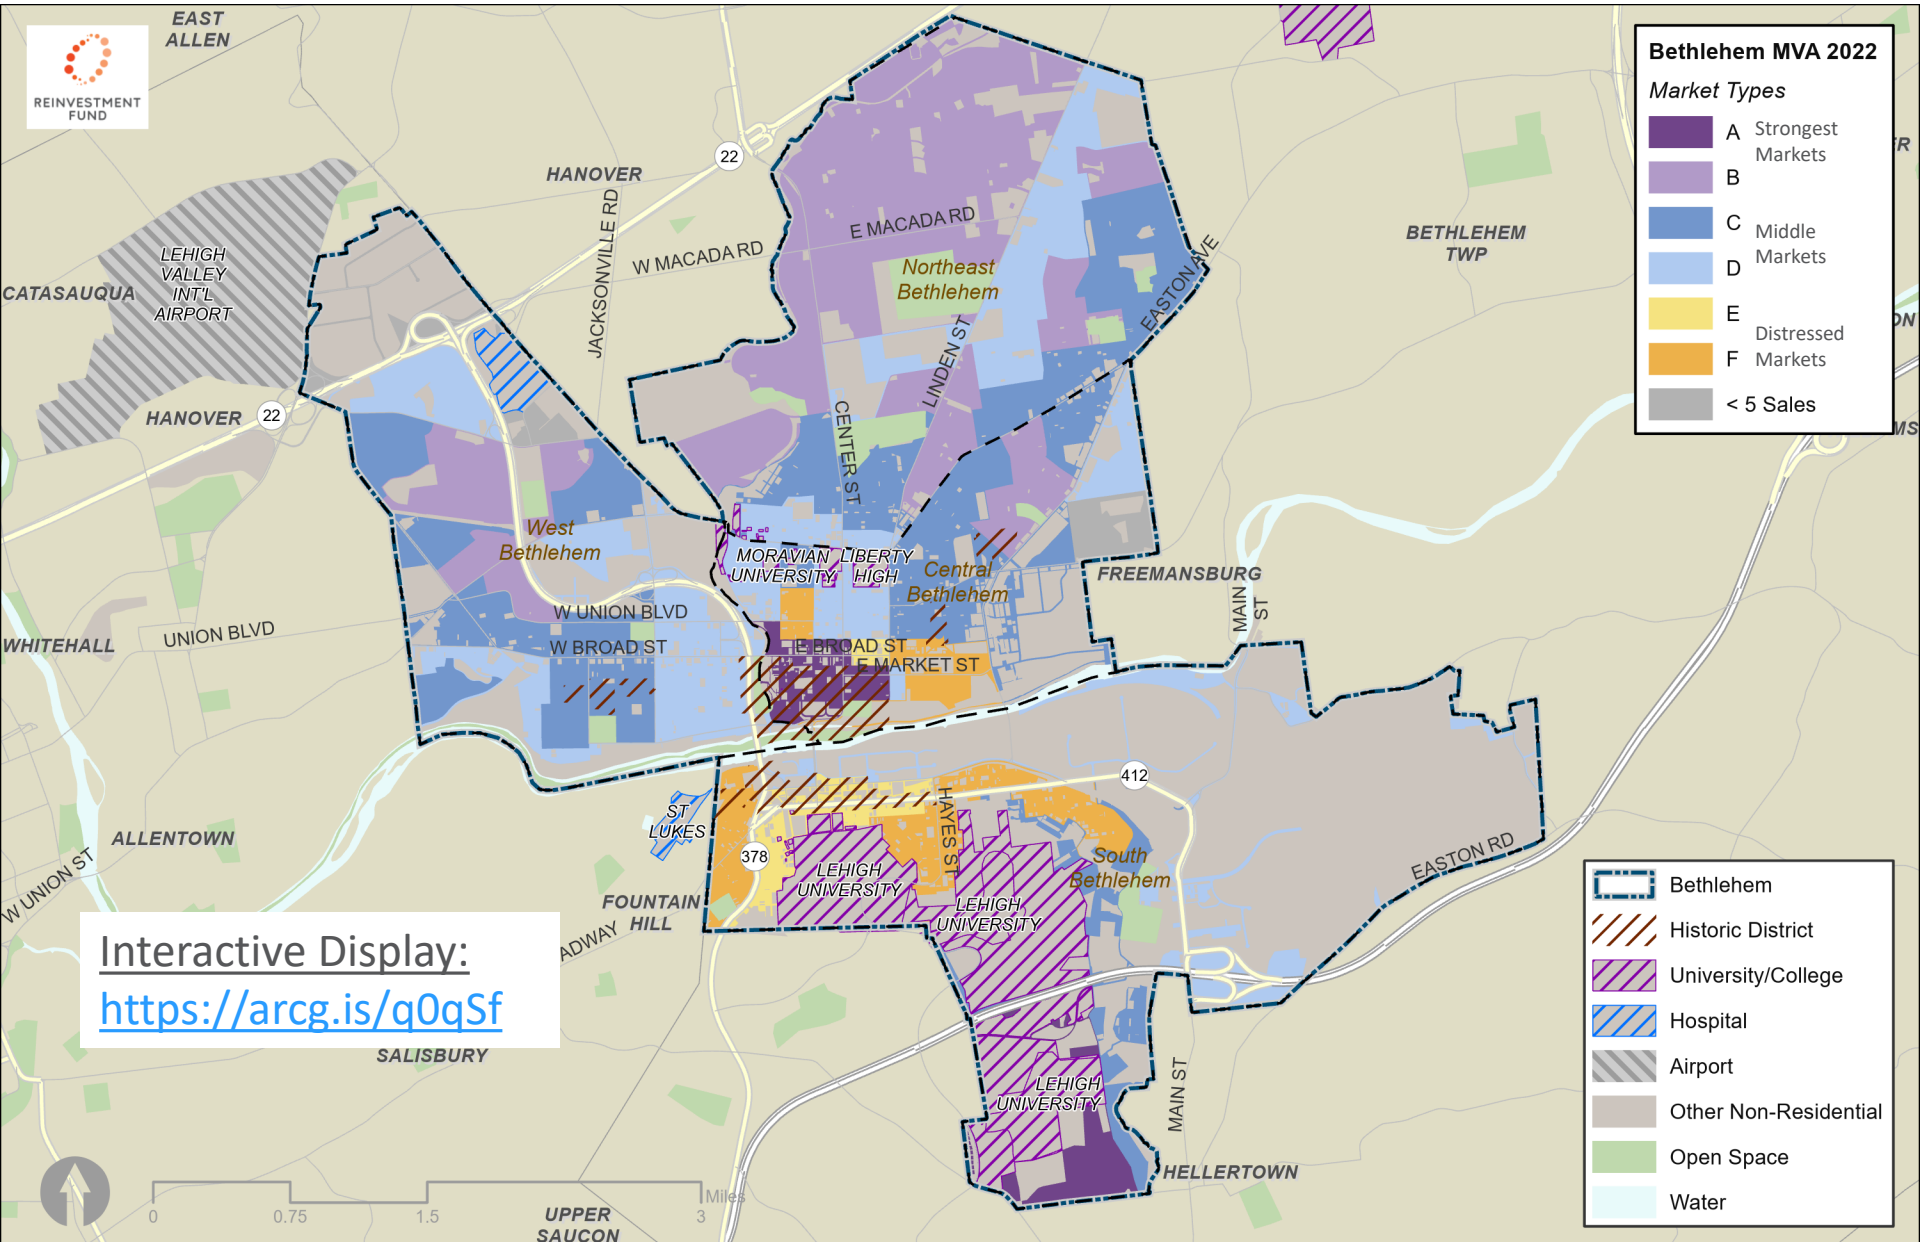 EAST
ALLEN
REINVESTMENT
FUND
Bethlehem MVA 2022
Market Types
A Strongest
Markets
B
C Middle
Markets
D
E Distressed
Markets
F
< 5 Sales
22
HANOVER
JACKSONVILLE RD
W MACADA RD
E MACADA RD
BETHLEHEM
TWP
LEHIGH
VALLEY
INT'L
AIRPORT
CATASAUQUA
Northeast
Bethlehem
EASTON AVE
LINDEN ST
HANOVER
22
CENTER ST
West
Bethlehem
MORAVIAN
UNIVERSITY
LIBERTY
HIGH
Central
Bethlehem
FREEMANSBURG
MAIN
ST
WHITEHALL
UNION BLVD
W UNION BLVD
W BROAD ST
E BROAD ST
E MARKET ST
412
ST
LUKES
HAYES ST
ALLENTOWN
W UNION ST
378
LEHIGH
UNIVERSITY
South
Bethlehem
EASTON RD
FOUNTAIN
HILL
LEHIGH
UNIVERSITY
ADWAY
Interactive Display:
https://arcg.is/q0qSf
SALISBURY
LEHIGH
UNIVERSITY
MAIN ST
HELLERTOWN
UPPER
SAUCON
0 0.75 1.5 3
Miles
Bethlehem
Historic District
University/College
Hospital
Airport
Other Non-Residential
Open Space
Water